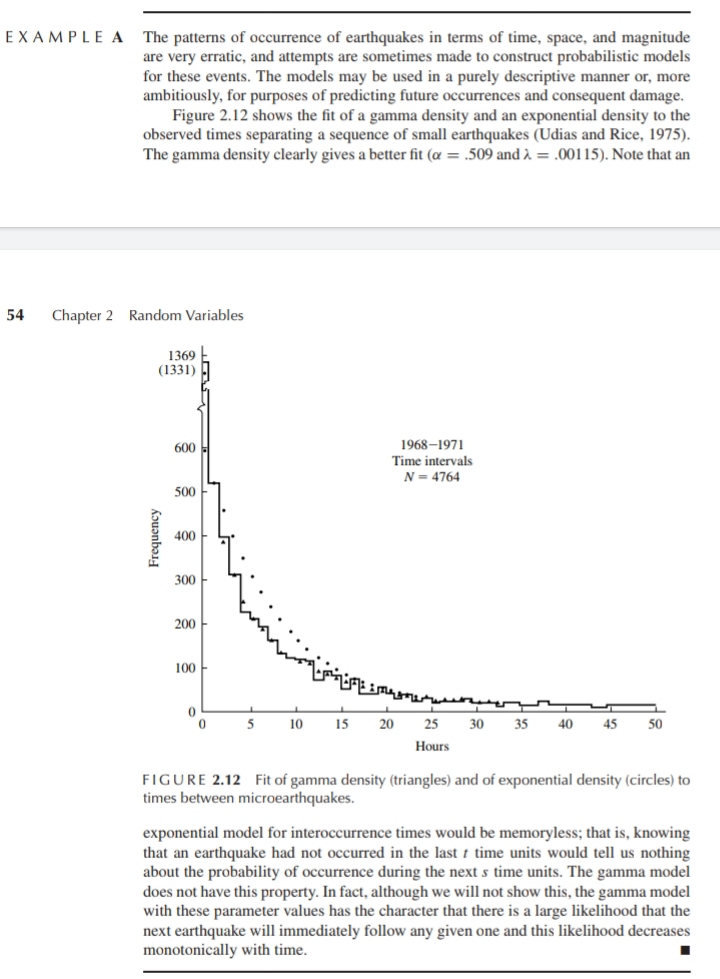 EXAMPLE A The patterns of occurrence of earthquakes in terms of time, space, and magnitude
are very erratic, and attempts are sometimes made to construct probabilistic models
for these events. The models may be used in a purely descriptive manner or, more
ambitiously, for purposes of predicting future occurrences and consequent damage.
Figure 2.12 shows the fit of a gamma density and an exponential density to the
observed times separating a sequence of small earthquakes (Udias and Rice, 1975).
The gamma density clearly gives a better fit (α = .509 and λ = .00115). Note that an
54 Chapter 2 Random Variables
1369
(1331)
600
500
400
300
200
100
0
Frequency
1968–1971
Time intervals
N = 4764
0 5 10 15 20 25 30 35 40 45 50
Hours
FIGURE 2.12 Fit of gamma density (triangles) and of exponential density (circles) to
times between microearthquakes.
exponential model for interoccurrence times would be memoryless; that is, knowing
that an earthquake had not occurred in the last t time units would tell us nothing
about the probability of occurrence during the next s time units. The gamma model
does not have this property. In fact, although we will not show this, the gamma model
with these parameter values has the character that there is a large likelihood that the
next earthquake will immediately follow any given one and this likelihood decreases
monotonically with time.